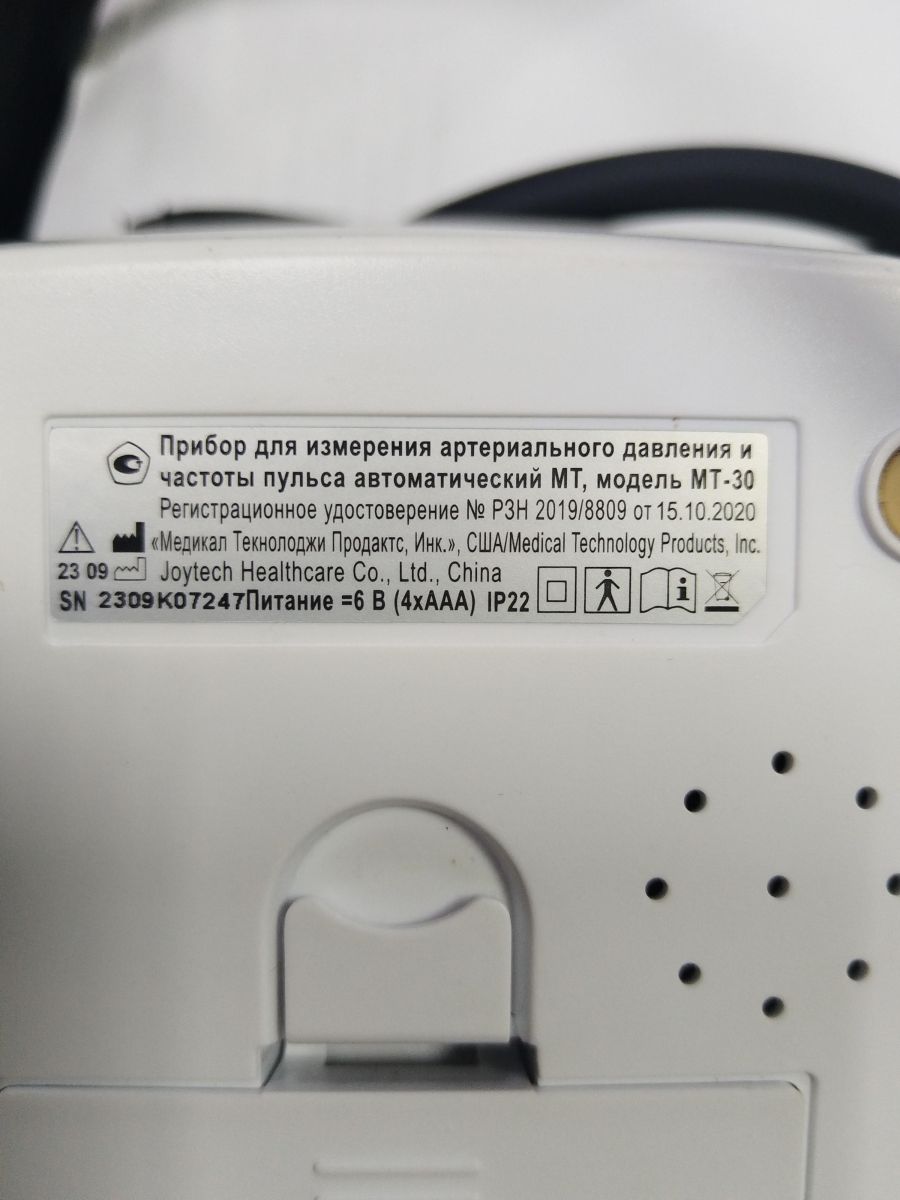 Прибор для измерения артериального давления и
частоты пульса автоматический МТ, модель МТ-30
Регистрационное удостоверение № РЗН 2019/8809 от 15.10.2020
«Медикал Текнолоджи Продактс, Инк.», США/Medical Technology Products, Inc.
23 09 Joytech Healthcare Co., Ltd., China
SN 2309K07247Питание =6 В (4xAAA) IP22